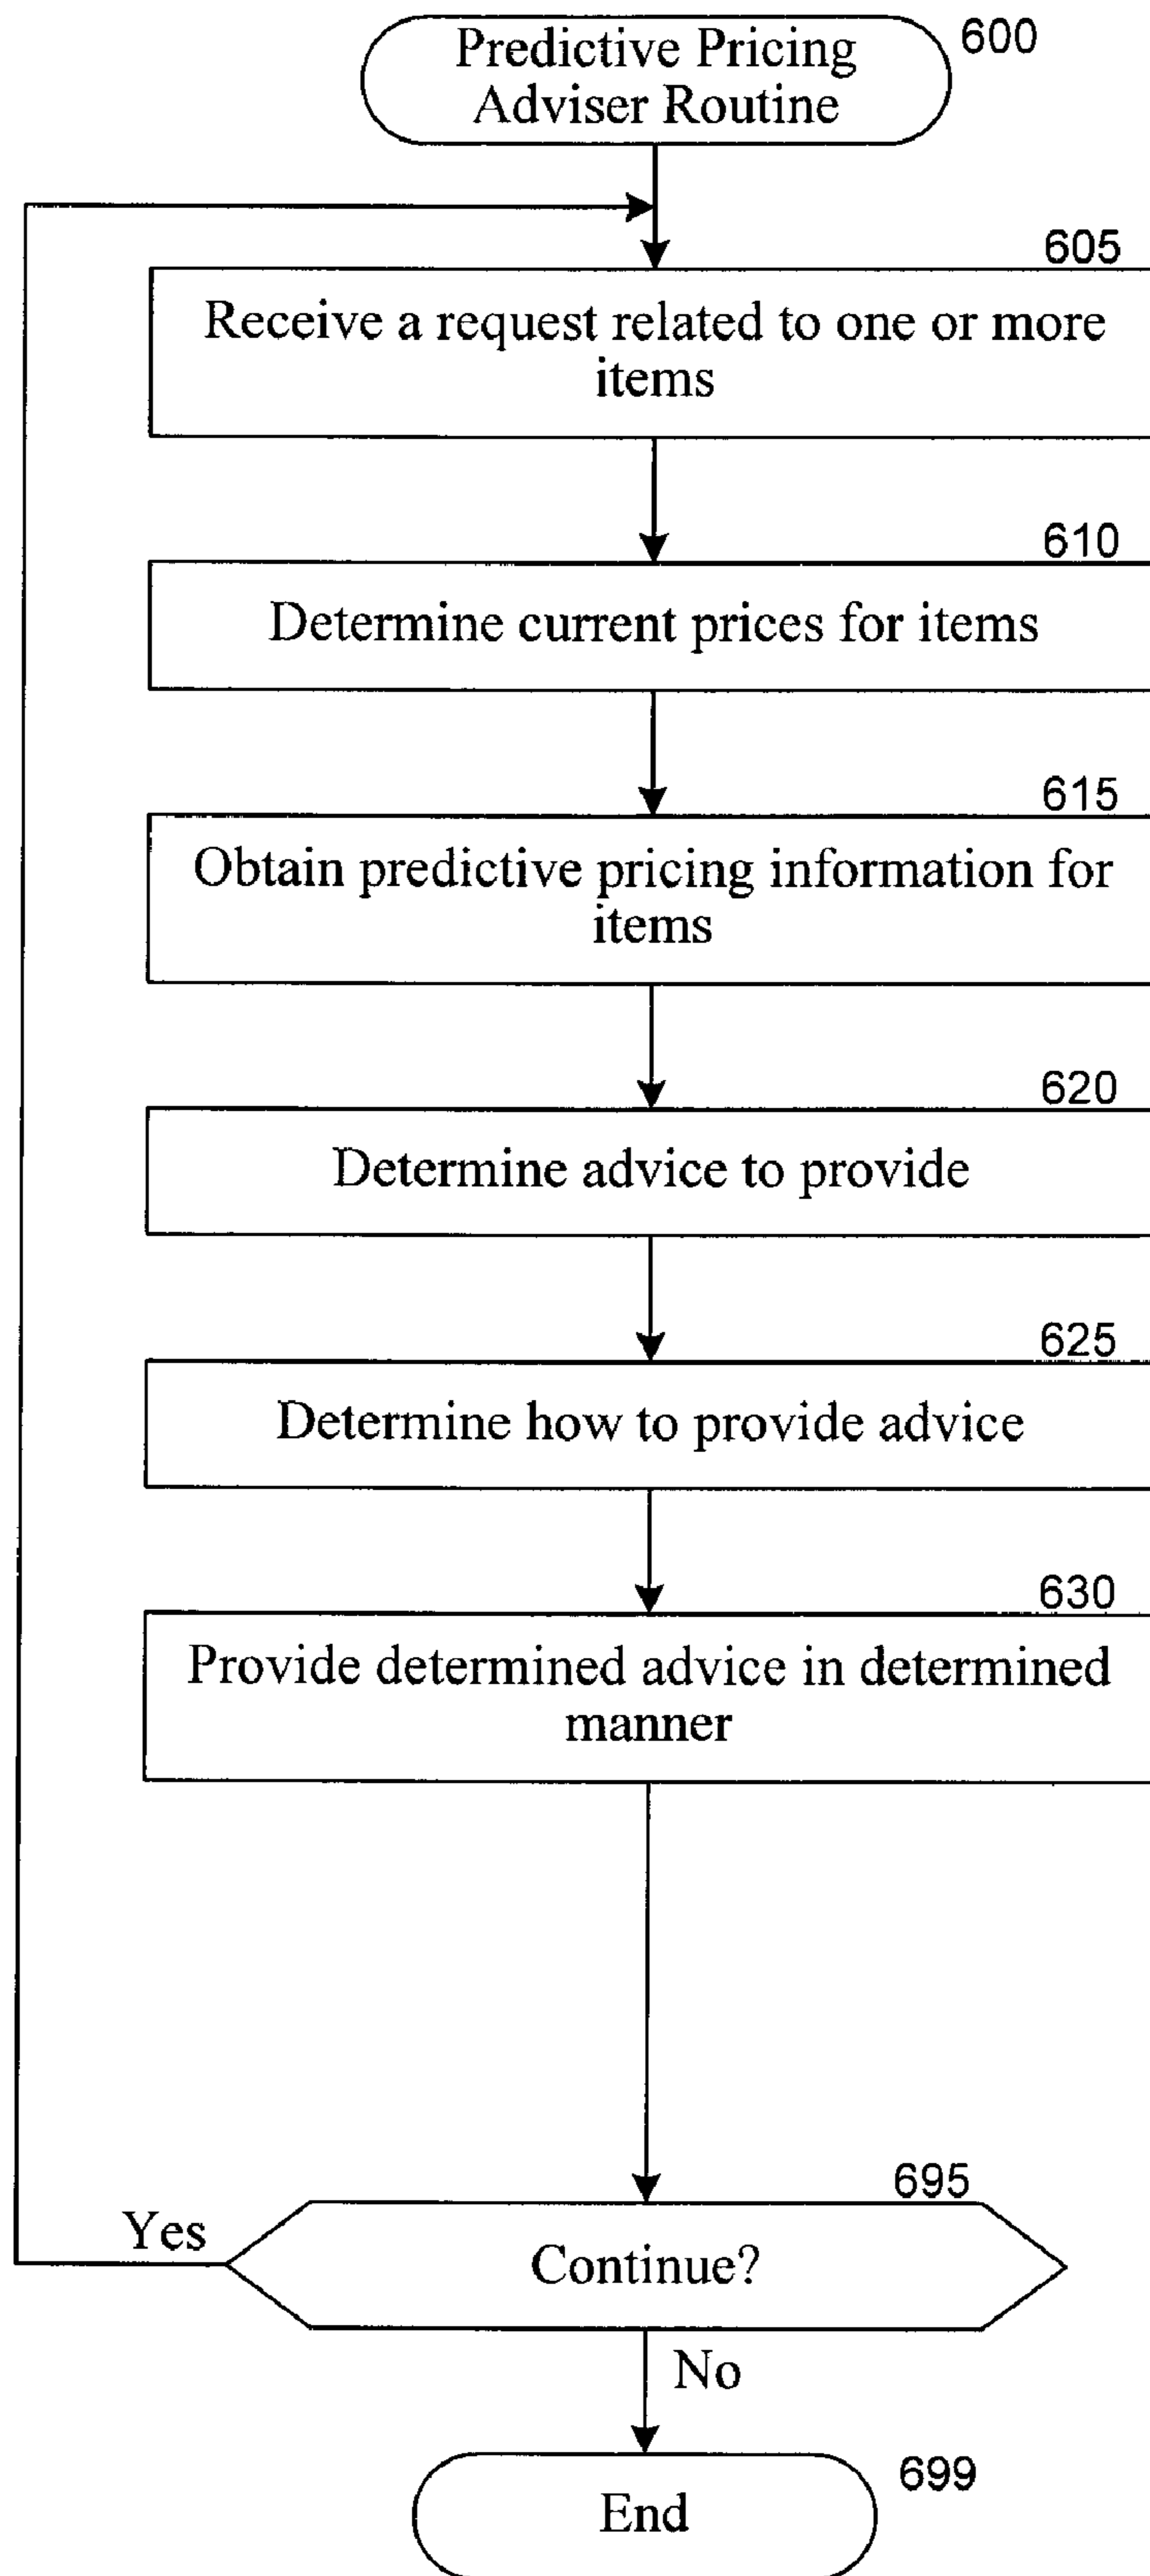 Predictive Pricing
Adviser Routine
600
605
Receive a request related to one or more
items
610
Determine current prices for items
615
Obtain predictive pricing information for
items
620
Determine advice to provide
625
Determine how to provide advice
630
Provide determined advice in determined
manner
695
Yes
Continue?
No
699
End